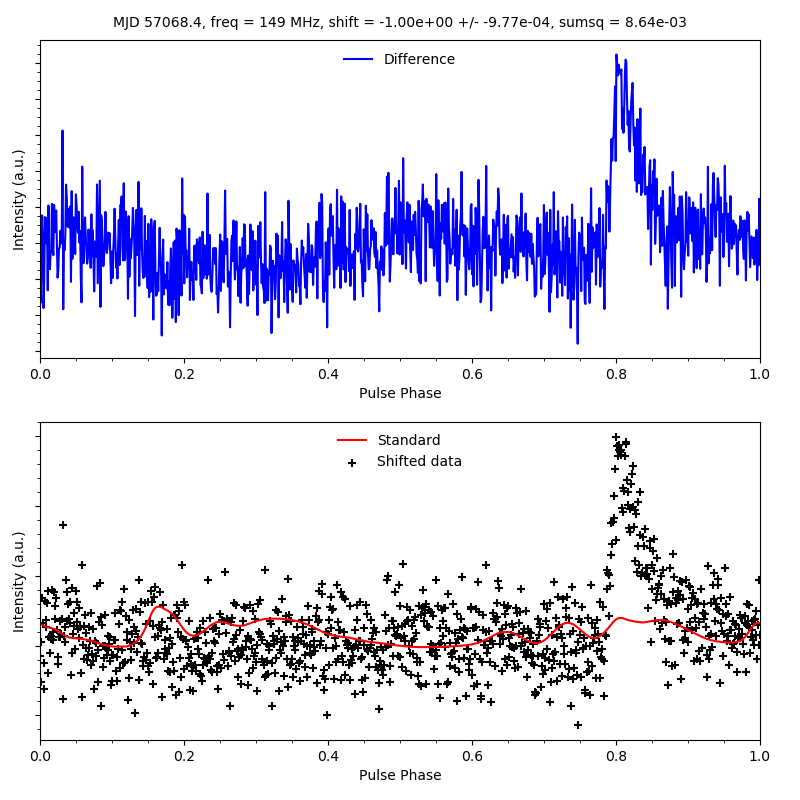 MJD 57068.4, freq = 149 MHz, shift = -1.00e+00 +/- -9.77e-04, sumsq = 8.64e-03
Difference
Intensity (a.u.)
0.0 0.2 0.4 0.6 0.8 1.0
Pulse Phase
Standard
Shifted data
Intensity (a.u.)
0.0 0.2 0.4 0.6 0.8 1.0
Pulse Phase